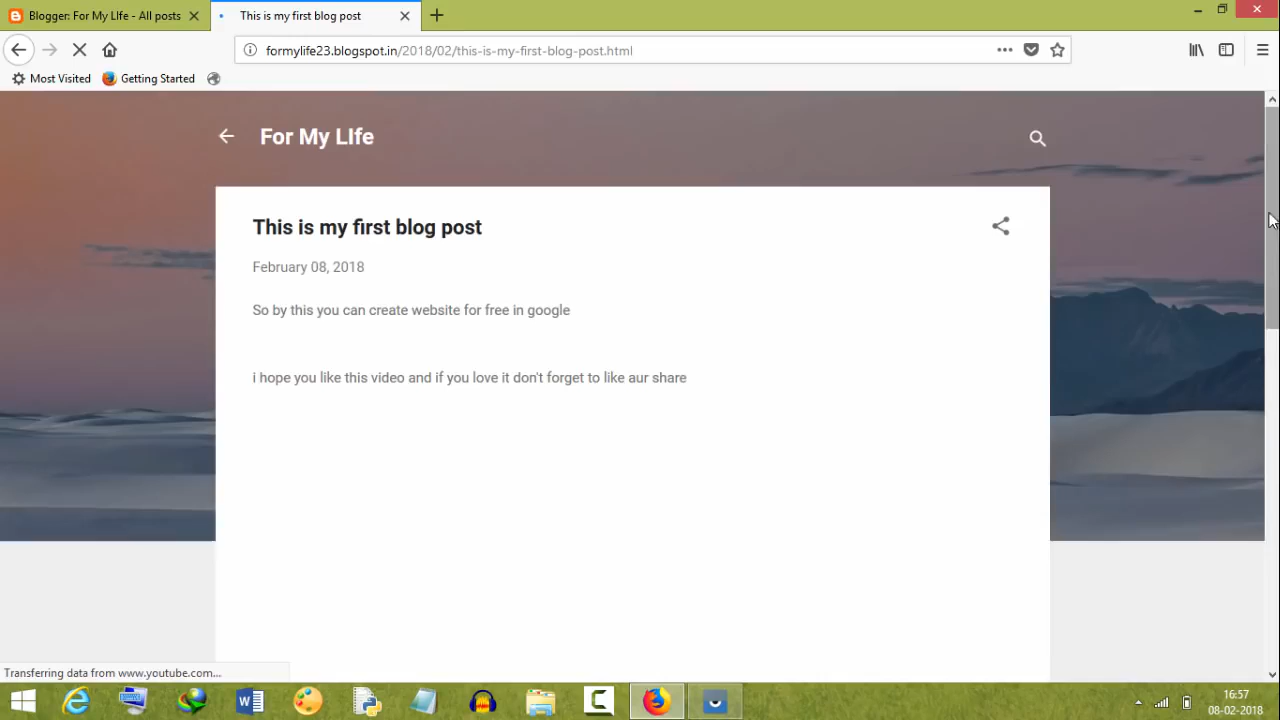 Blogger: For My LIfe - All posts
This is my first blog post
formylife23.blogspot.in/2018/02/this-is-my-first-blog-post.html
Most Visited
Getting Started
For My LIfe
This is my first blog post
February 08, 2018
So by this you can create website for free in google
i hope you like this video and if you love it don't forget to like aur share
Transferring data from www.youtube.com...
16:57
08-02-2018